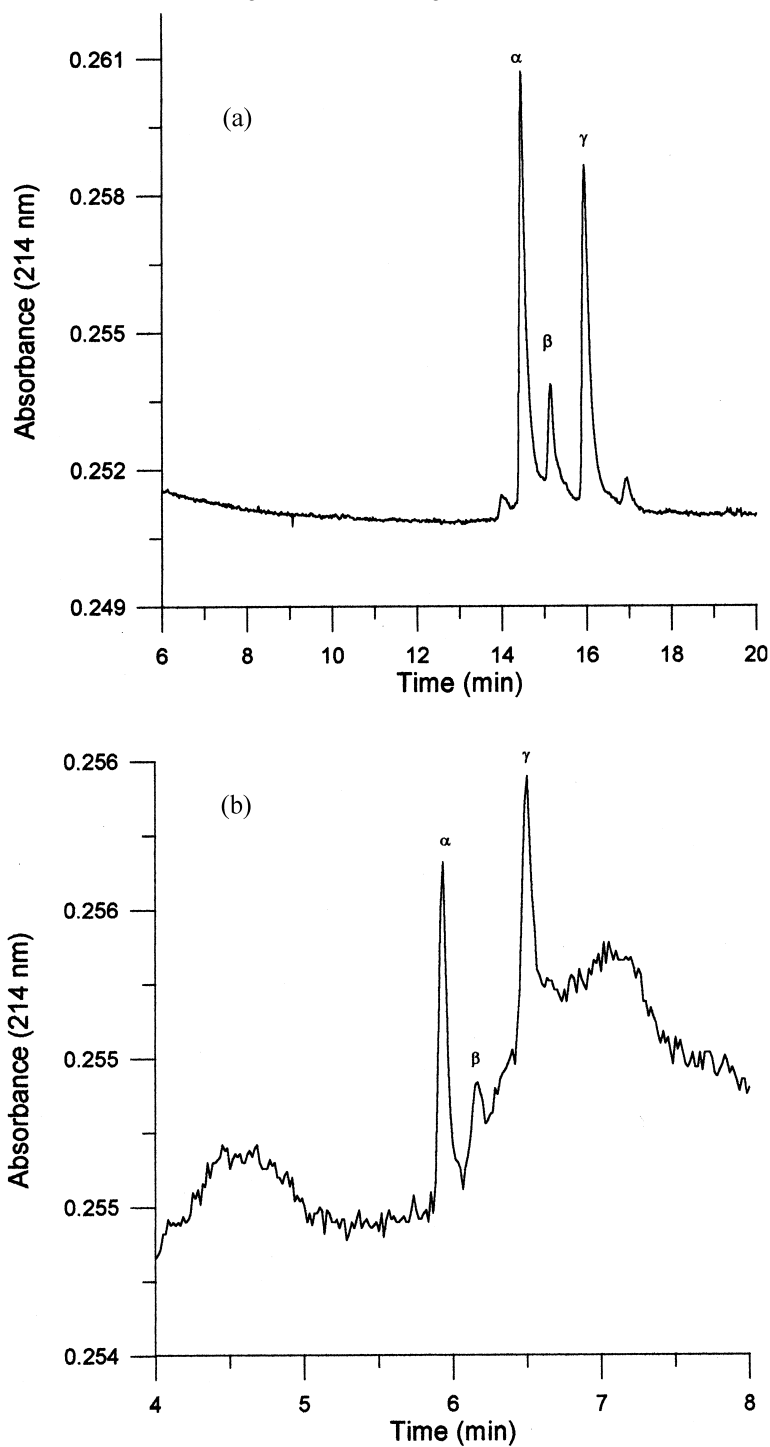 0.261
α
(a)
γ
0.258
β
0.255
0.252
0.249
Absorbance (214 nm)
6 8 10 12 14 16 18 20
Time (min)
0.256
γ
(b)
α
0.256
β
0.255
0.255
0.254
Absorbance (214 nm)
4 5 6 7 8
Time (min)